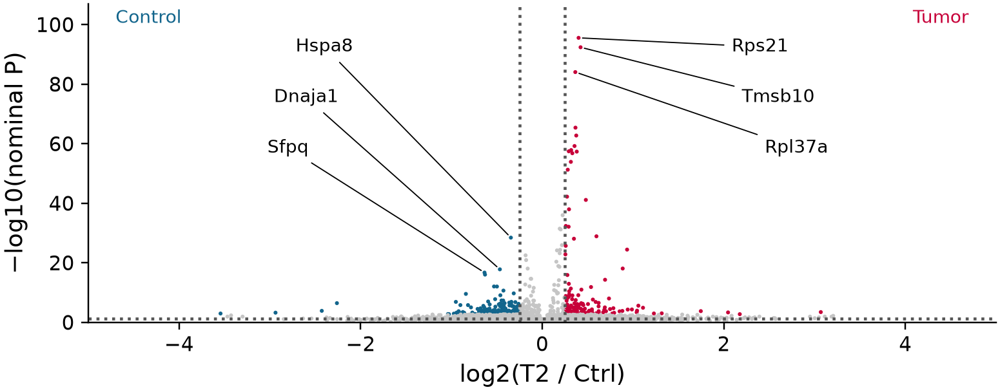 Control
Tumor
100
80
60
40
20
0
−log10(nominal P)
Hspa8
Dnaja1
Sfpq
Rps21
Tmsb10
Rpl37a
−4
−2
0
2
4
log2(T2 / Ctrl)